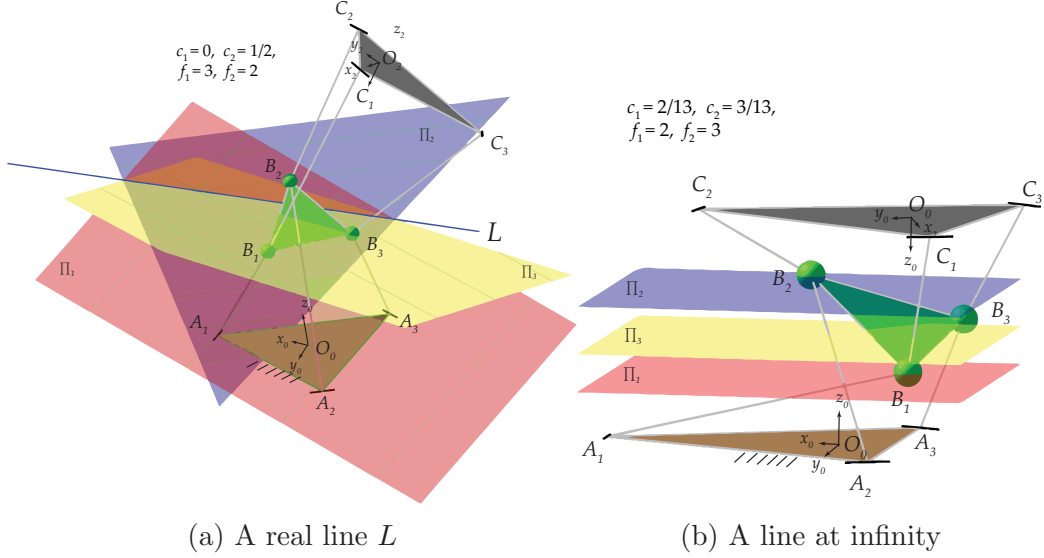 C₂
z₂
c₁=0, c₂=1/2,
f₁=3, f₂=2
y₂
O₂
x₂
C₁
Π₂
C₃
B₂
L
B₁
B₃
Π₁
Π₃
z₀
A₁
A₃
x₀
O₀
y₀
A₂
(a) A real line L
c₁=2/13, c₂=3/13,
f₁=2, f₂=3
C₂
C₃
O₀
y₀
x₂
C₁
z₀
Π₂
B₂
B₃
Π₃
Π₁
B₁
z₀
A₁
x₀
O₀
A₃
y₀
A₂
(b) A line at infinity